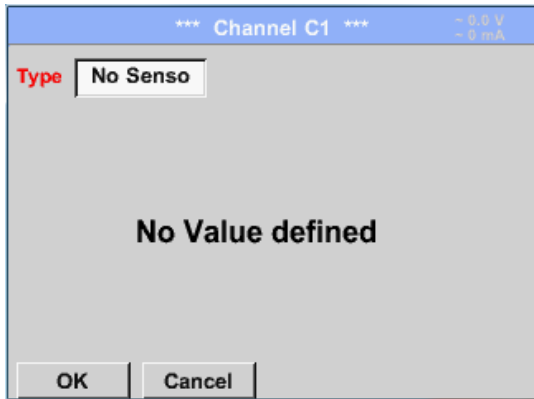 *** Channel C1 ***
~ 0.0 V
~ 0 mA
Type No Senso
No Value defined
OK Cancel